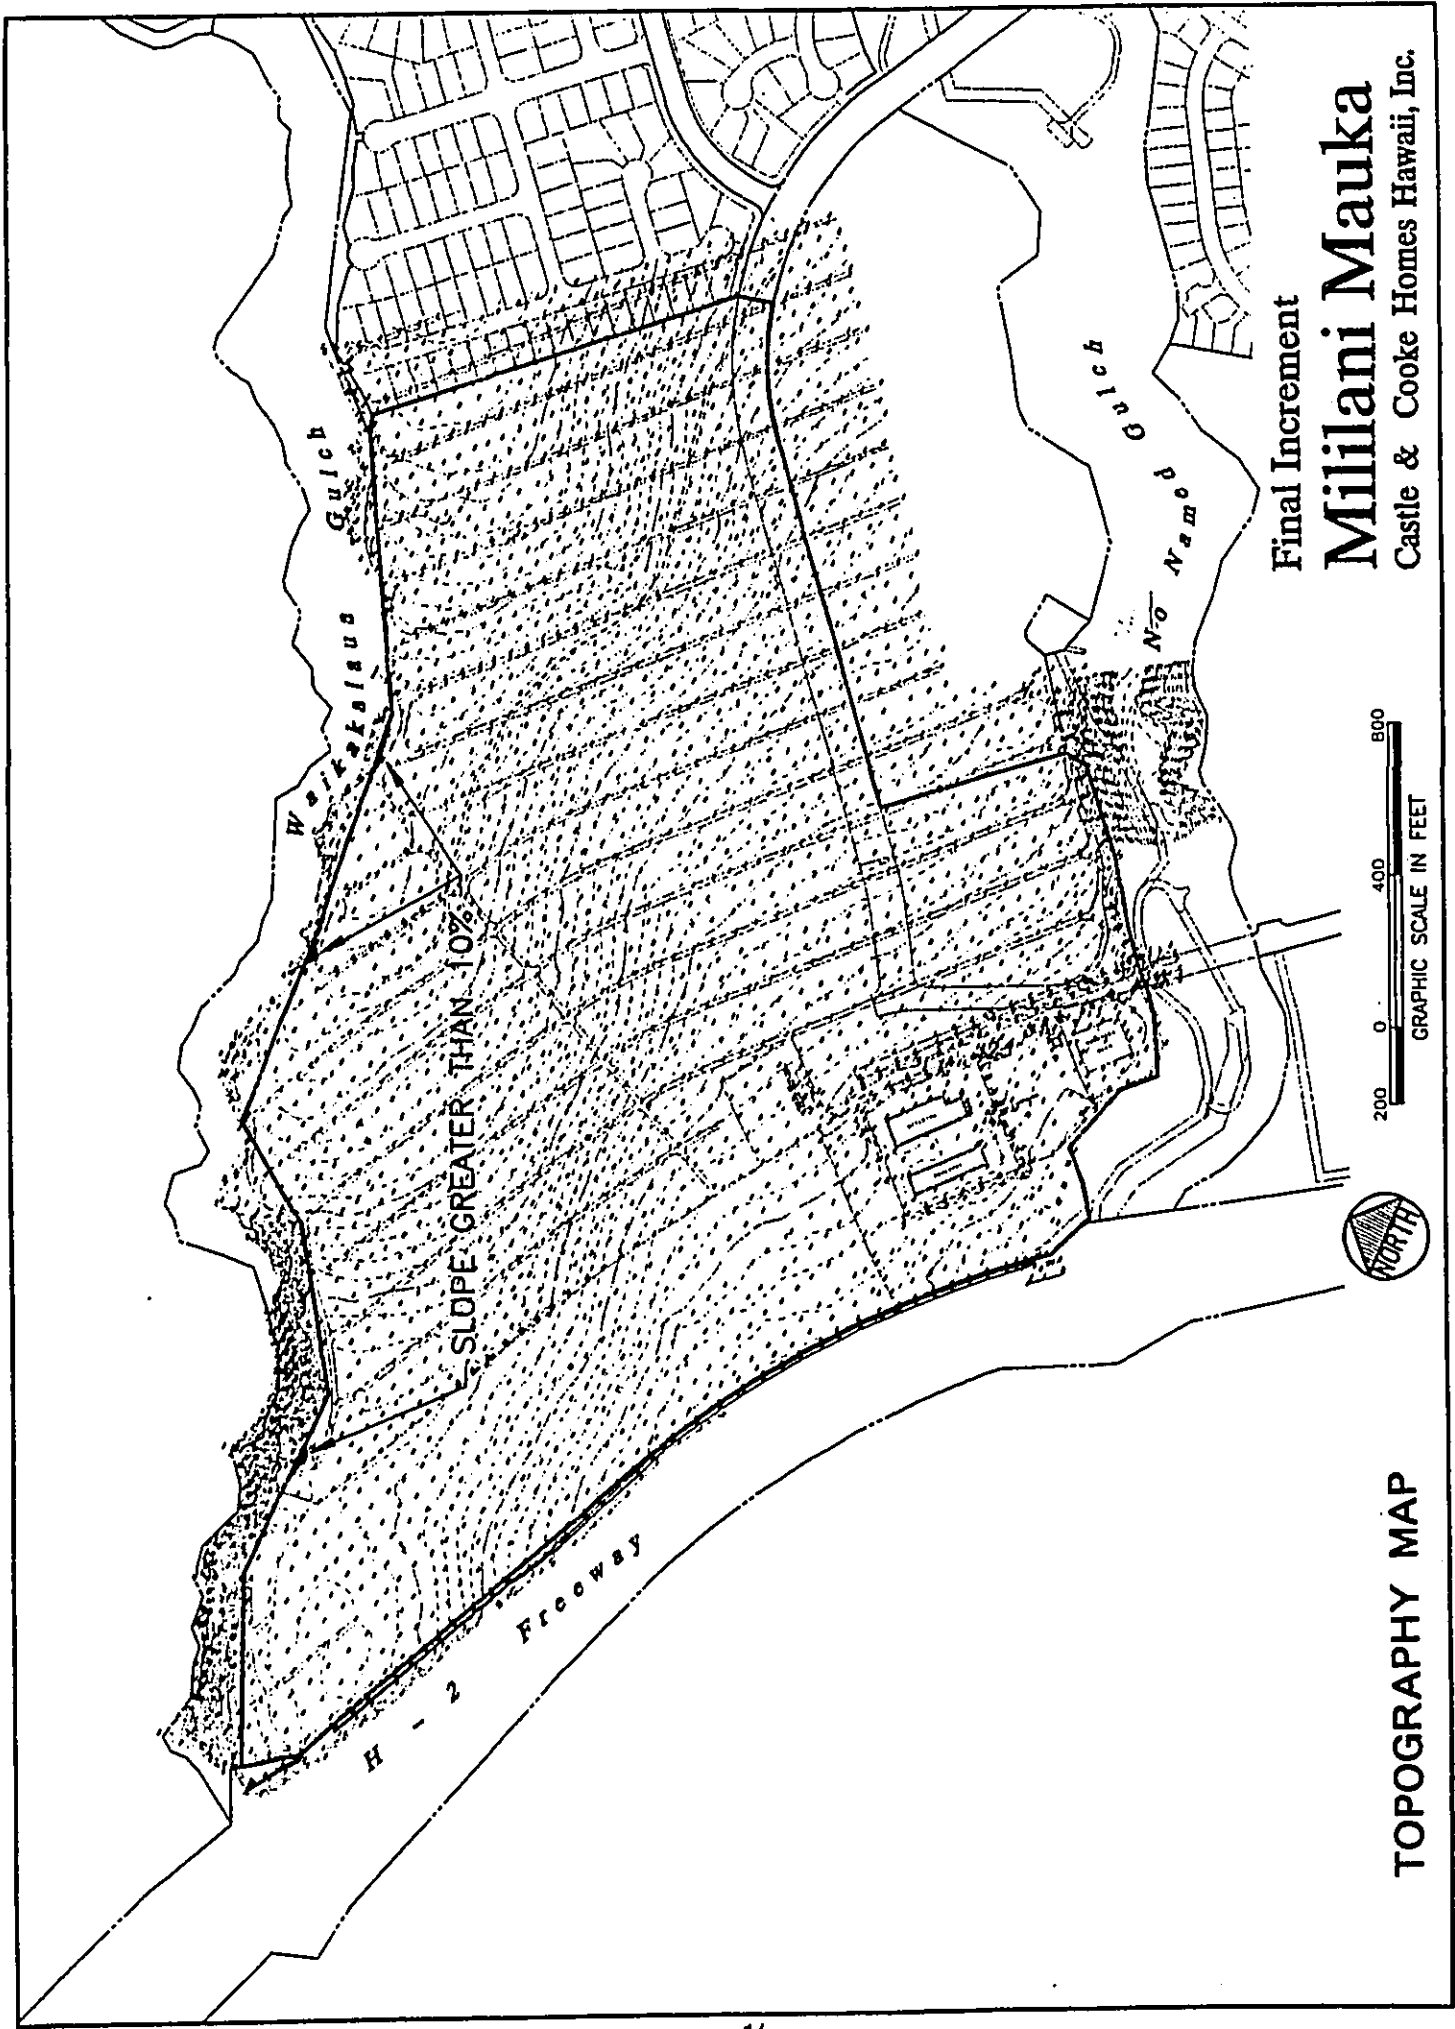 Waikakalaua Gulch
SLOPE GREATER THAN 10%
H - 2 Freeway
No Named Gulch
TOPOGRAPHY MAP
NORTH
200 0 400 800
GRAPHIC SCALE IN FEET
Final Increment
Mililani Mauka
Castle & Cooke Homes Hawaii, Inc.